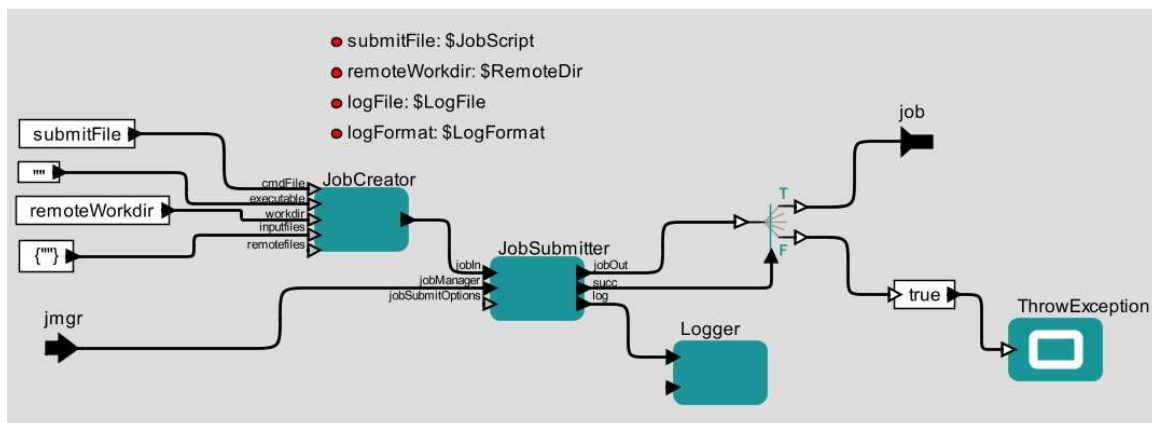 submitFile: $JobScript
remoteWorkdir: $RemoteDir
logFile: $LogFile
logFormat: $LogFormat
job
submitFile
""
remoteWorkdir
{""}
cmdFile
executable
workdir
inputfiles
remotefiles
JobCreator
T
F
JobSubmitter
jobIn
jobManager
jobSubmitOptions
jobOut
succ
log
jmgr
Logger
true
ThrowException